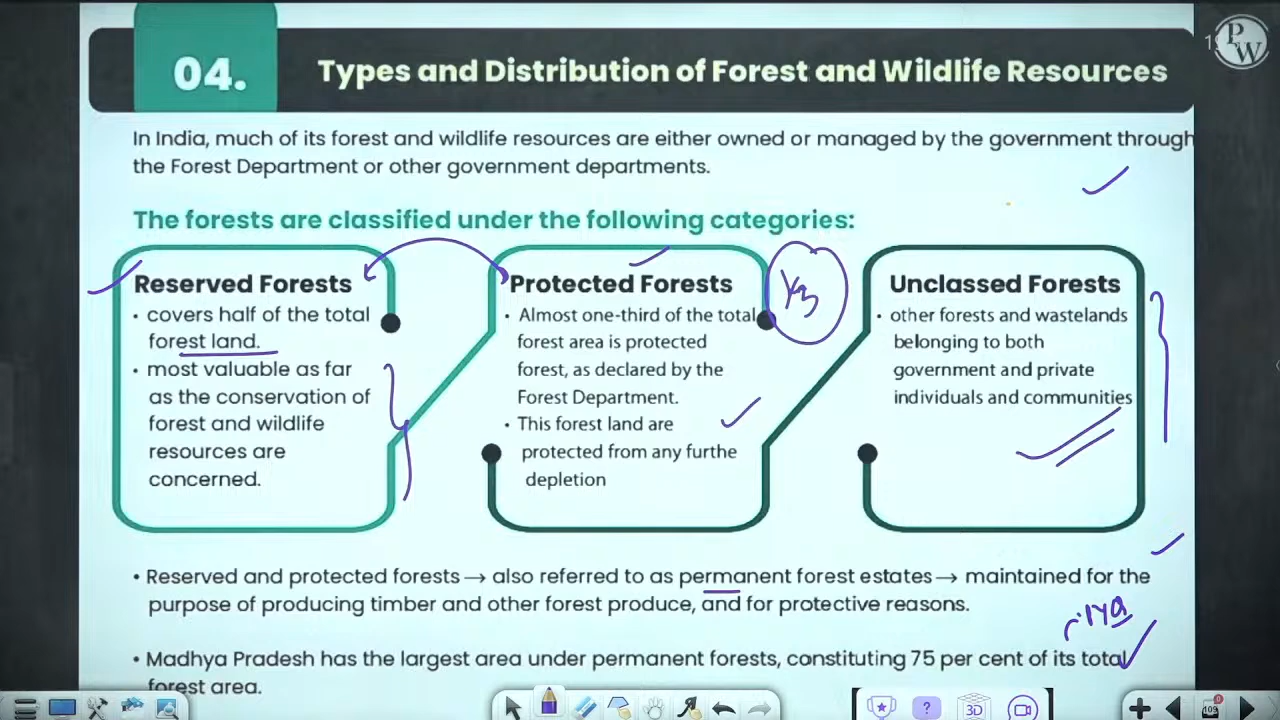 PW
04.
Types and Distribution of Forest and Wildlife Resources
In India, much of its forest and wildlife resources are either owned or managed by the government through
the Forest Department or other government departments.
The forests are classified under the following categories:
Reserved Forests
• covers half of the total
forest land.
• most valuable as far
as the conservation of
forest and wildlife
resources are
concerned.
Protected Forests
• Almost one-third of the total
forest area is protected
forest, as declared by the
Forest Department.
• This forest land are
protected from any furthe
depletion
1/3
Unclassed Forests
• other forests and wastelands
belonging to both
government and private
individuals and communities
• Reserved and protected forests → also referred to as permanent forest estates → maintained for the
purpose of producing timber and other forest produce, and for protective reasons.
• Madhya Pradesh has the largest area under permanent forests, constituting 75 per cent of its total
forest area.
?
3D